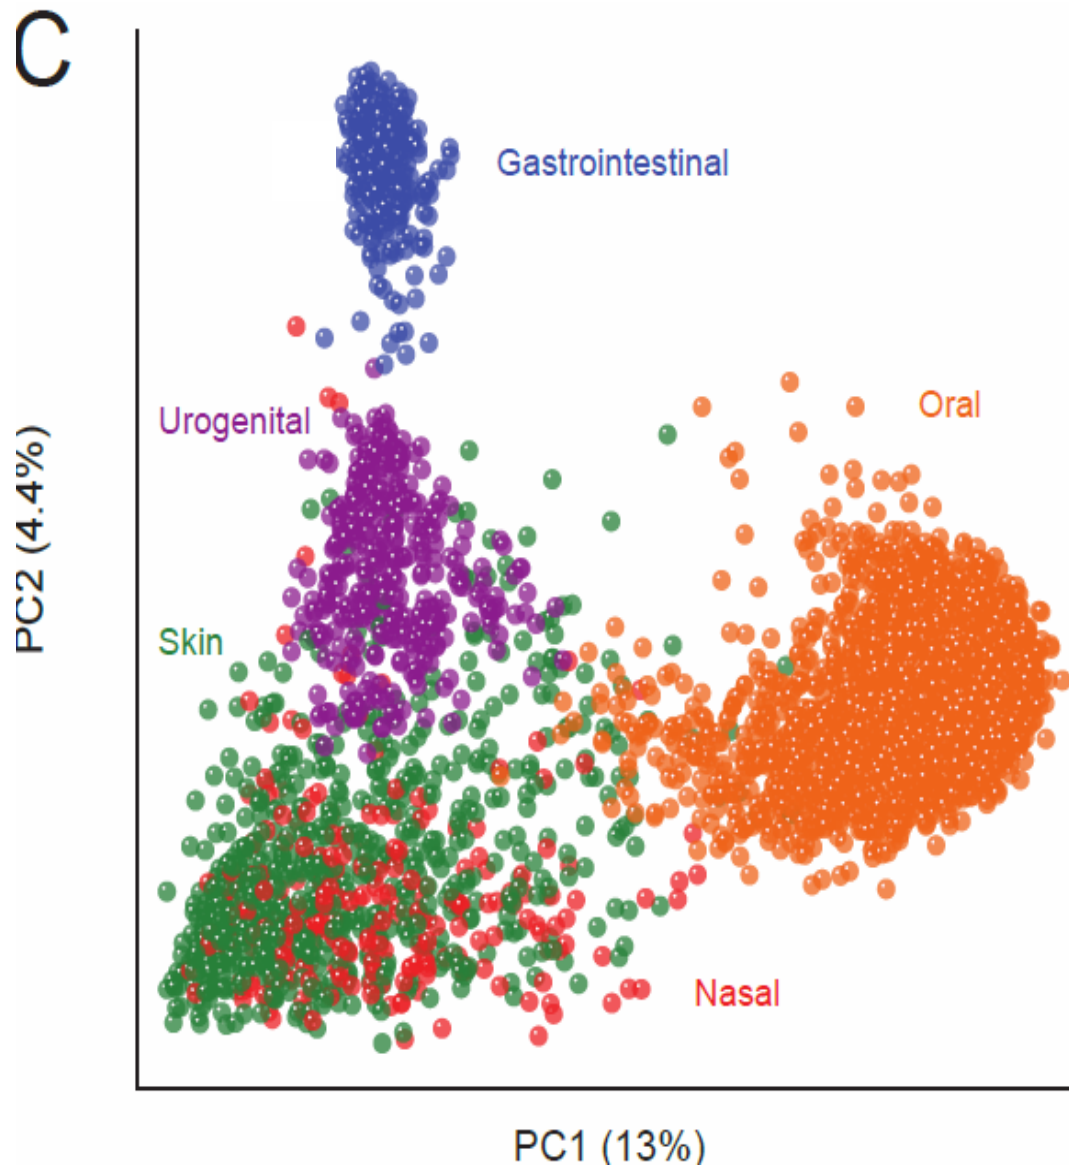 C
Gastrointestinal
Urogenital
Oral
Skin
Nasal
PC2 (4.4%)
PC1 (13%)